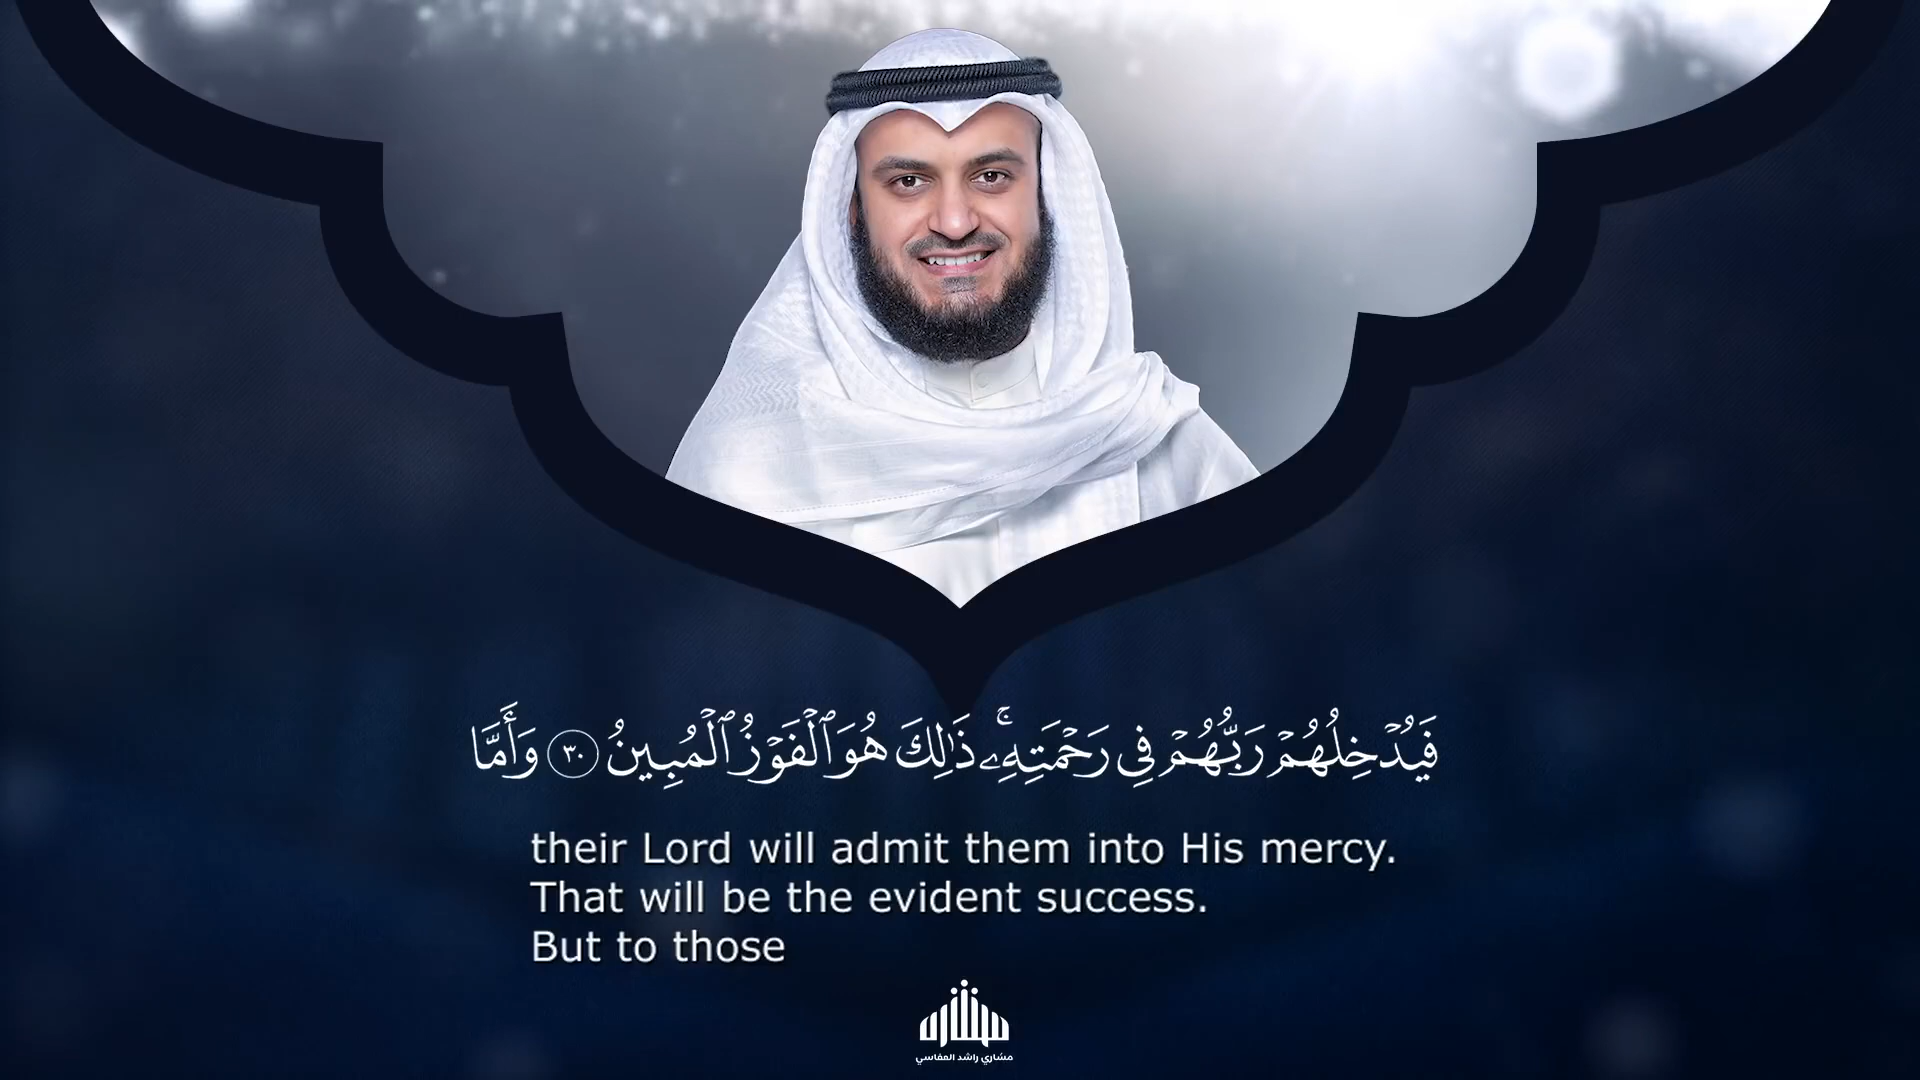 فَيُدْخِلُهُمْ رَبُّهُمْ فِى رَحْمَتِهِۦ ۚ ذَٰلِكَ هُوَ ٱلْفَوْزُ ٱلْمُبِينُ ٣٠ وَأَمَّا
their Lord will admit them into His mercy.
That will be the evident success.
But to those
مشاري
مشاري راشد العفاسي